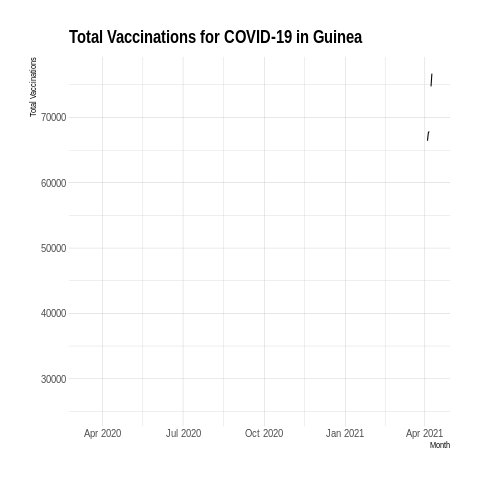 Total Vaccinations for COVID-19 in Guinea
Total Vaccinations
70000
60000
50000
40000
30000
Apr 2020
Jul 2020
Oct 2020
Jan 2021
Apr 2021
Month